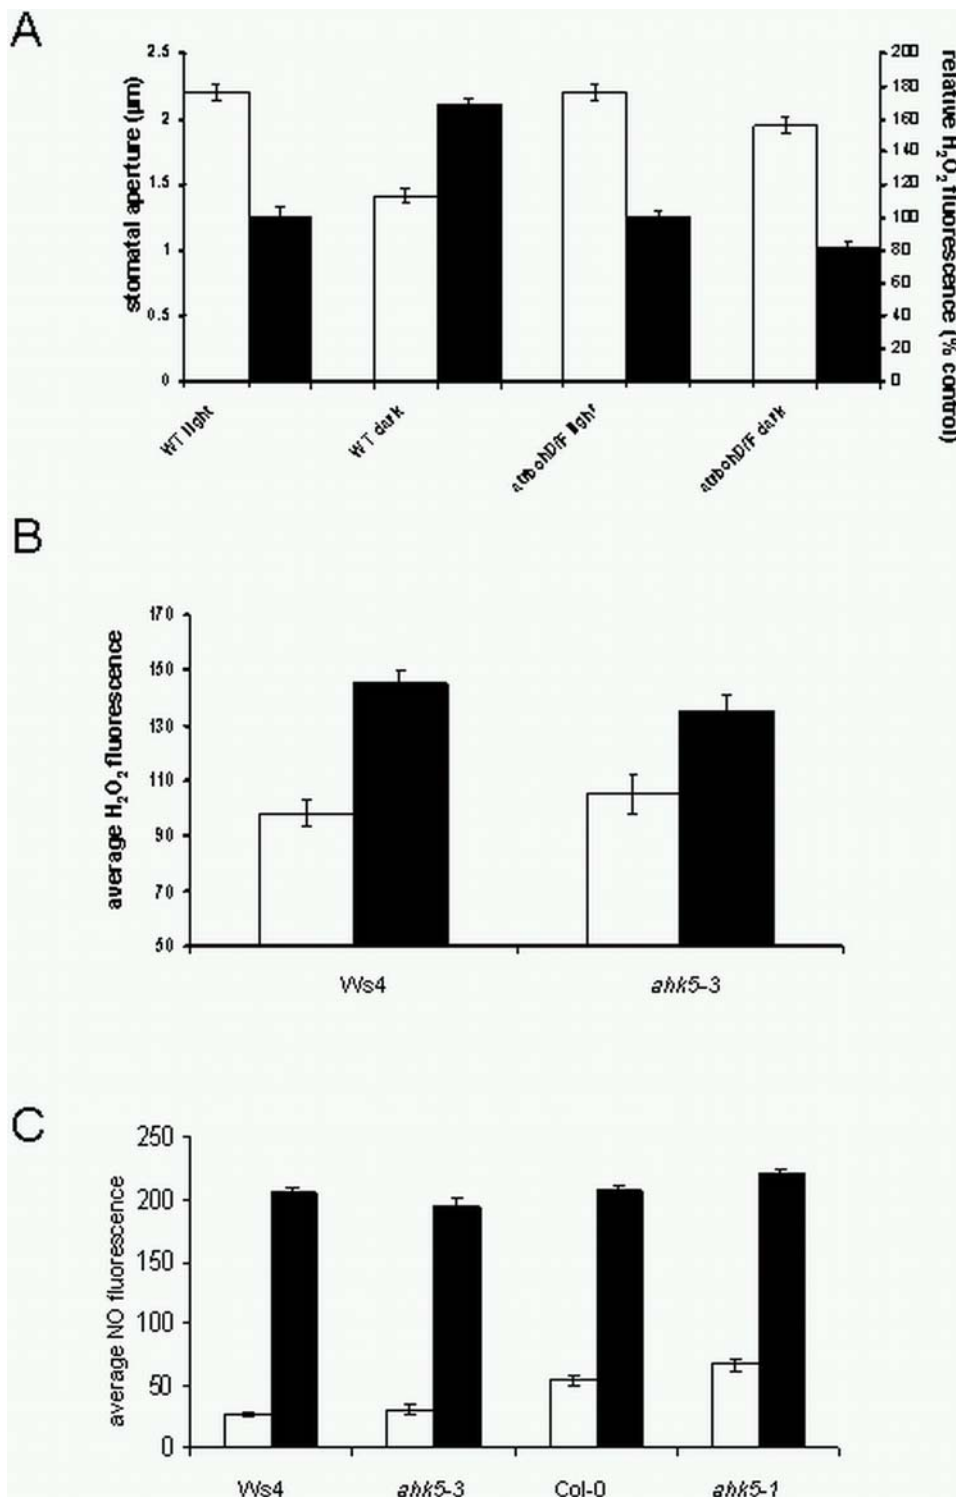 A
stomatal aperture (µm)
2.5
2
1.5
1
0.5
0
200
180
160
140
120
100
80
60
40
20
0
relative H₂O₂ fluorescence (% control)
WT light
WT dark
atrbohD/F light
atrbohD/F dark
B
average H₂O₂ fluorescence
170
150
130
110
90
70
50
Ws4
ahk5-3
C
average NO fluorescence
250
200
150
100
50
0
Ws4
ahk5-3
Col-0
ahk5-1